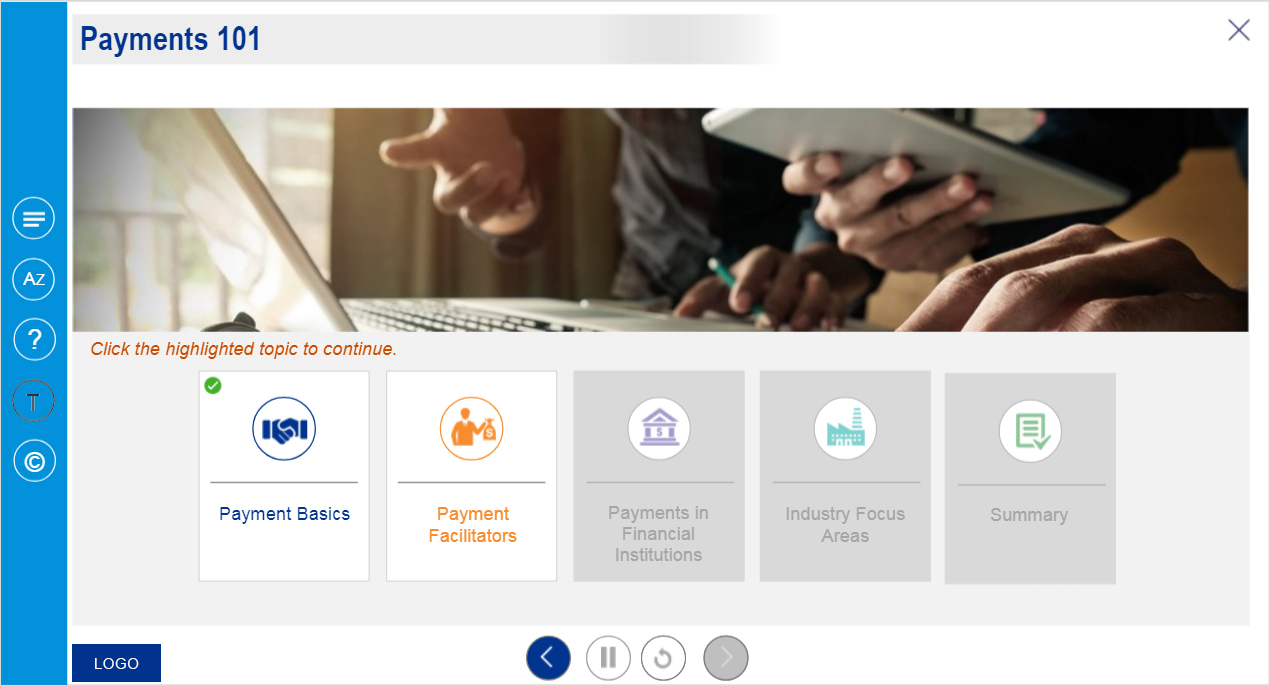 Payments 101
AZ
?
T
©
Click the highlighted topic to continue.
$
$
Payment Basics
Payment
Facilitators
Payments in
Financial
Institutions
Industry Focus
Areas
Summary
LOGO